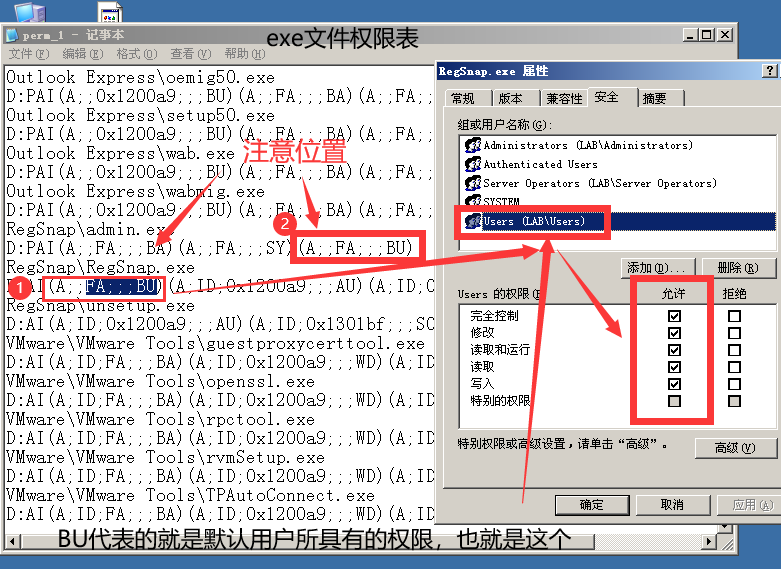 perm_1 - 记事本
文件(F) 编辑(E) 格式(O) 查看(V) 帮助(H)
exe文件权限表
Outlook Express\oemig50.exe
D:PAI(A;;0x1200a9;;;BU)(A;;FA;;;BA)(A;;FA;;
Outlook Express\setup50.exe
D:PAI(A;;0x1200a9;;;BU)(A;;FA;;;BA)(A;;FA;;
Outlook Express\wab.exe
注意位置
D:PAI(A;;0x1200a9;;;BU)(A;;FA;;;BA)(A;;FA;;
Outlook Express\wabmig.exe
D:PAI(A;;0x1200a9;;;BU)(A;;FA;;;BA)(A;;FA;;
RegSnap\admin.exe
2
D:PAI(A;;FA;;;BA)(A;;FA;;;SY)(A;;FA;;;BU)
RegSnap\RegSnap.exe
1
AI(A;;FA;;;BU)(A;ID;0x1200a9;;;AU)(A;ID;0
RegSnap\unsetup.exe
D:AI(A;ID;0x1200a9;;;AU)(A;ID;0x1301bf;;;SO
VMware\VMware Tools\guestproxycerttool.exe
D:AI(A;ID;FA;;;BA)(A;ID;0x1200a9;;;WD)(A;ID
VMware\VMware Tools\openssl.exe
D:AI(A;ID;FA;;;BA)(A;ID;0x1200a9;;;WD)(A;ID
VMware\VMware Tools\rpctool.exe
D:AI(A;ID;FA;;;BA)(A;ID;0x1200a9;;;WD)(A;ID
VMware\VMware Tools\rvmSetup.exe
D:AI(A;ID;FA;;;BA)(A;ID;0x1200a9;;;WD)(A;ID
VMware\VMware Tools\TPAutoConnect.exe
D:AI(A;ID;FA;;;BA)(A;ID;0x1200a9;;;WD)(A;ID
BU代表的就是默认用户所具有的权限，也就是这个
RegSnap.exe 属性
常规 版本 兼容性 安全 摘要
组或用户名称(G):
Administrators (LAB\Administrators)
Authenticated Users
Server Operators (LAB\Server Operators)
SYSTEM
Users (LAB\Users)
添加(D)... 删除(R)
Users 的权限(P) 允许 拒绝
完全控制
修改
读取和运行
读取
写入
特别的权限
特别权限或高级设置，请单击“高级”。
高级(V)
确定 取消 应用(A)